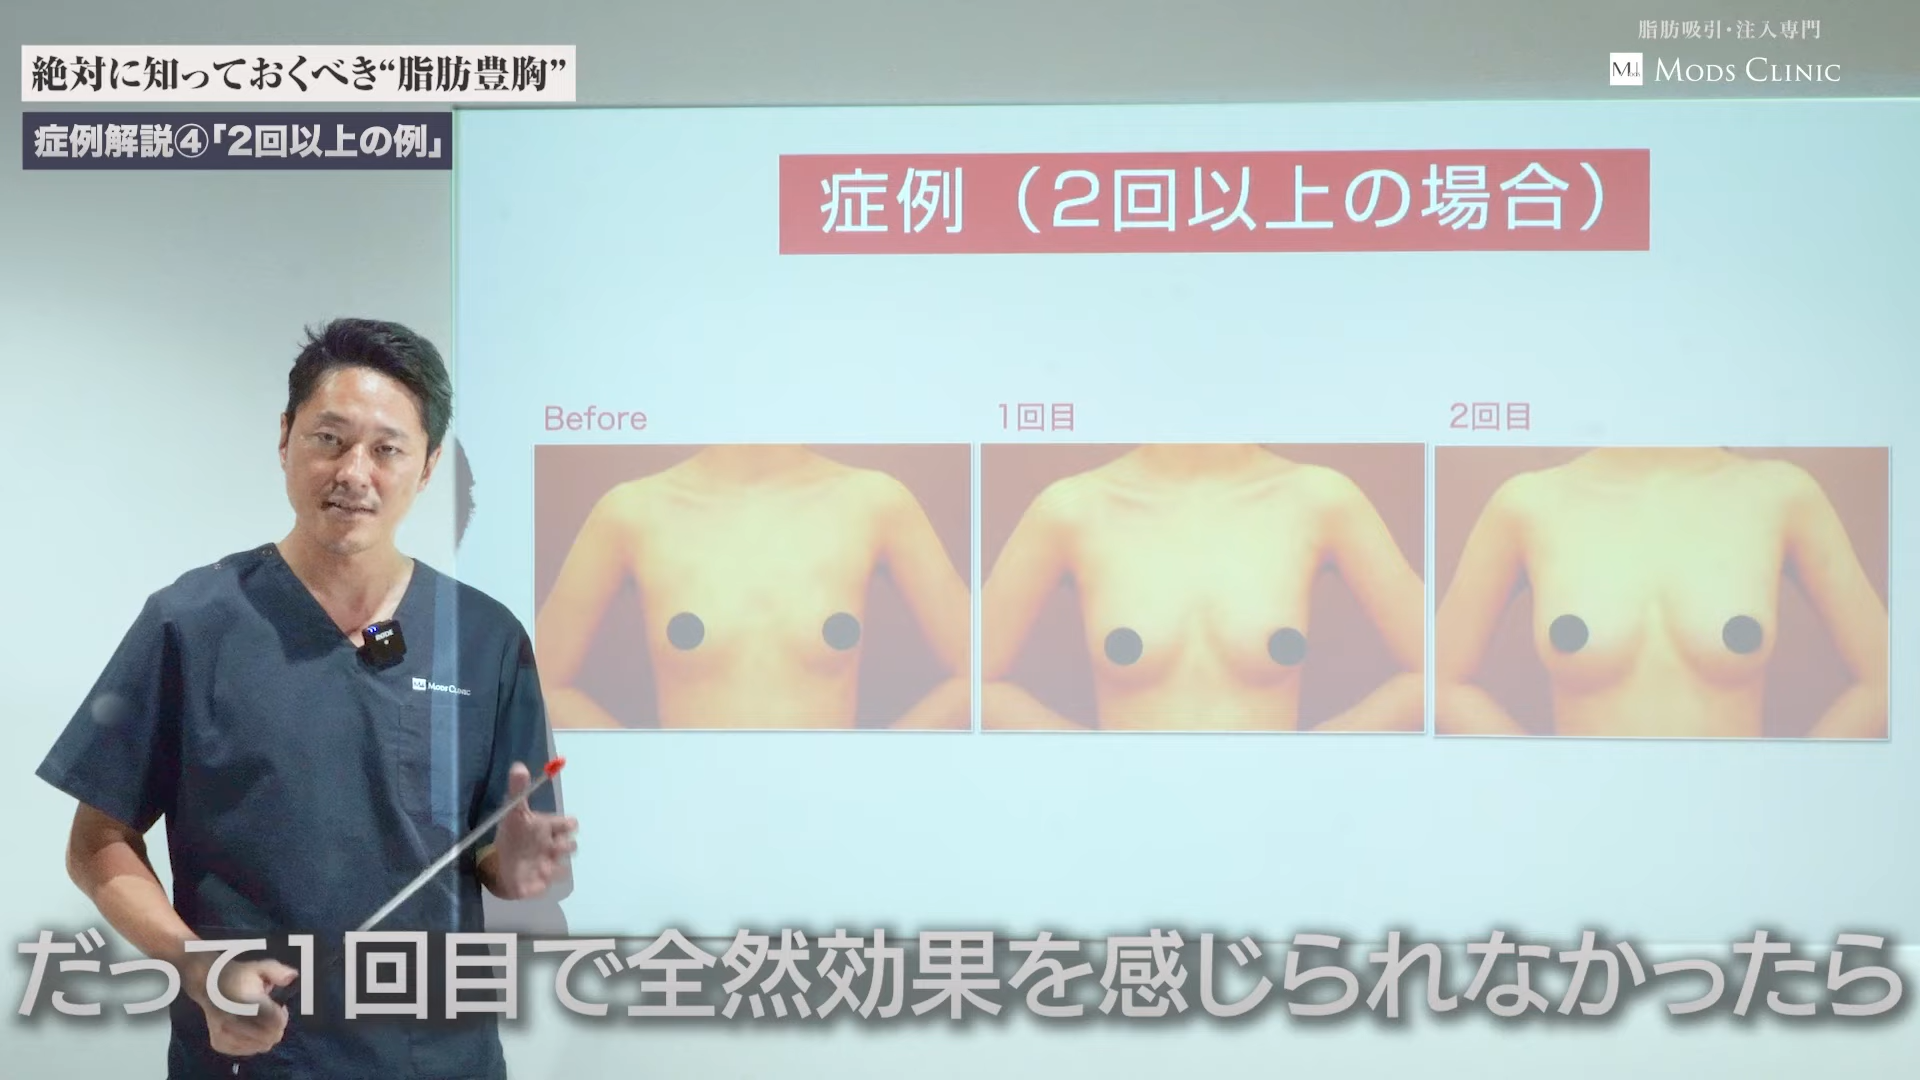 脂肪吸引・注入専門
Mods Clinic
絶対に知っておくべき“脂肪豊胸”
症例解説④「2回以上の例」
症例（2回以上の場合）
Before
1回目
2回目
Mods Clinic
だって1回目で全然効果を感じられなかったら